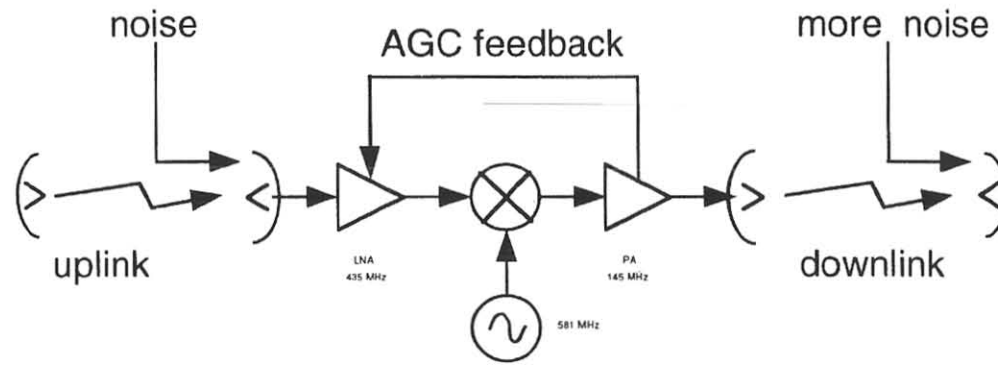 noise
AGC feedback
more noise
uplink
LNA
435 MHz
PA
145 MHz
downlink
581 MHz